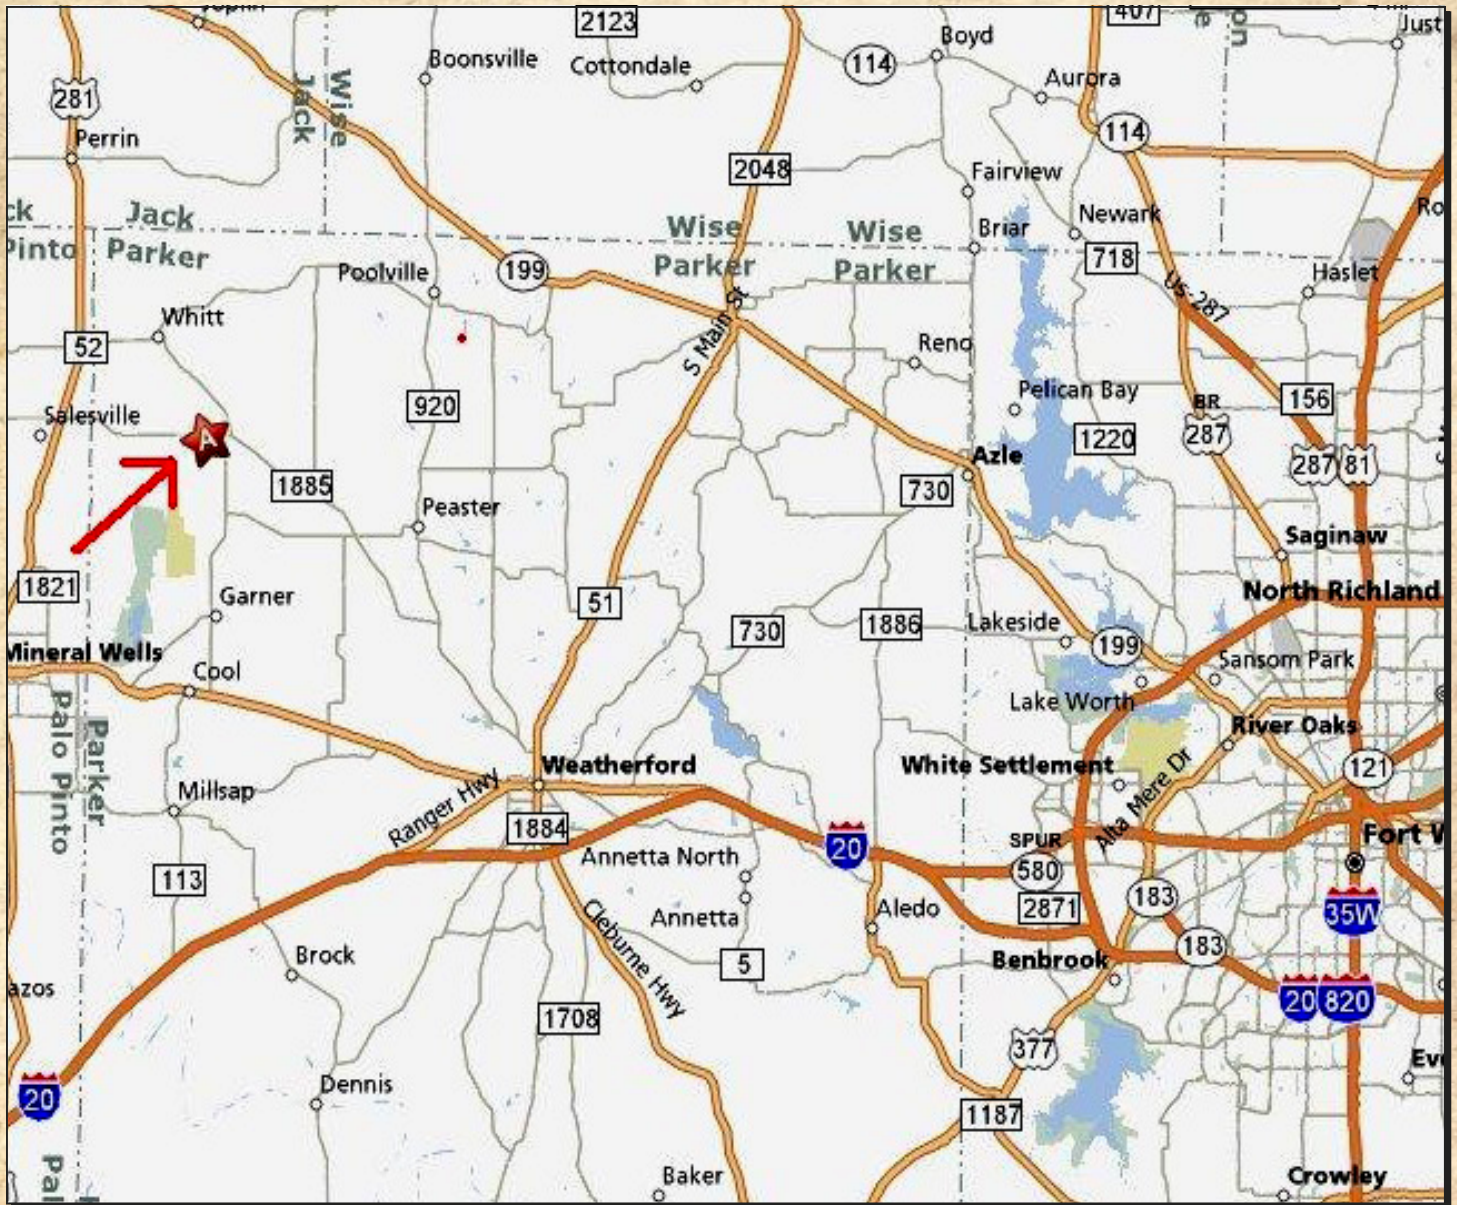 2123
407
Just
Boyd
Boonsville
Cottondale
114
Aurora
281
Jack
Wise
114
Perrin
2048
Fairview
Newark
Jack
Wise
Wise
Briar
Pinto
Parker
Parker
Parker
718
Poolville
199
Haslet
US-287
Whitt
S Main St
52
Reno
Pelican Bay
156
920
BR
287
Salesville
A
1220
287
81
Azle
1885
730
Peaster
Saginaw
1821
North Richland
Garner
51
730
1886
Lakeside
199
Mineral Wells
Cool
Sansom Park
Lake Worth
Palo Pinto
Parker
River Oaks
Weatherford
White Settlement
121
Millsap
Ranger Hwy
Alta Mere Dr
1884
20
SPUR
580
Fort W
Annetta North
113
183
Annetta
2871
35W
Aledo
Cleburne Hwy
183
Brock
5
Benbrook
azos
20
820
1708
377
20
Dennis
1187
Baker
Crowley